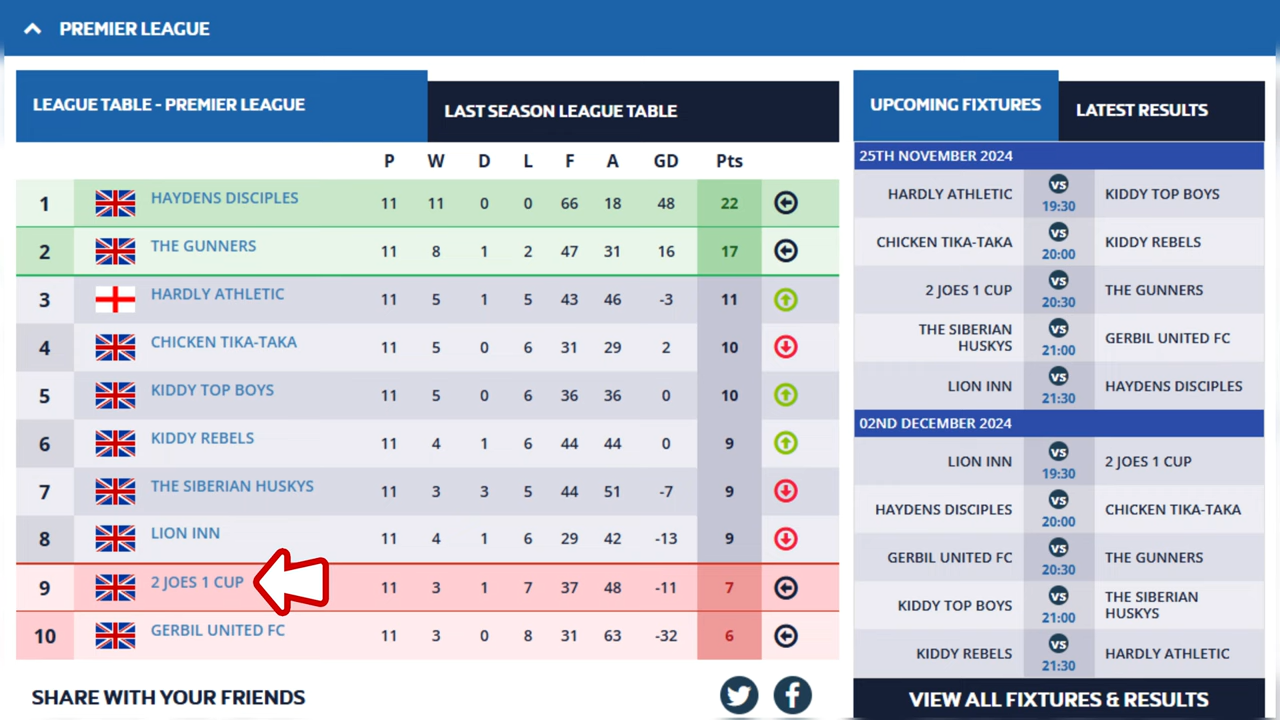 PREMIER LEAGUE
LEAGUE TABLE - PREMIER LEAGUE
LAST SEASON LEAGUE TABLE
P W D L F A GD Pts
1 HAYDENS DISCIPLES 11 11 0 0 66 18 48 22
2 THE GUNNERS 11 8 1 2 47 31 16 17
3 HARDLY ATHLETIC 11 5 1 5 43 46 -3 11
4 CHICKEN TIKA-TAKA 11 5 0 6 31 29 2 10
5 KIDDY TOP BOYS 11 5 0 6 36 36 0 10
6 KIDDY REBELS 11 4 1 6 44 44 0 9
7 THE SIBERIAN HUSKYS 11 3 3 5 44 51 -7 9
8 LION INN 11 4 1 6 29 42 -13 9
9 2 JOES 1 CUP 11 3 1 7 37 48 -11 7
10 GERBIL UNITED FC 11 3 0 8 31 63 -32 6
SHARE WITH YOUR FRIENDS
UPCOMING FIXTURES
LATEST RESULTS
25TH NOVEMBER 2024
HARDLY ATHLETIC VS KIDDY TOP BOYS
19:30
CHICKEN TIKA-TAKA VS KIDDY REBELS
20:00
2 JOES 1 CUP VS THE GUNNERS
20:30
THE SIBERIAN HUSKYS VS GERBIL UNITED FC
21:00
LION INN VS HAYDENS DISCIPLES
21:30
02ND DECEMBER 2024
LION INN VS 2 JOES 1 CUP
19:30
HAYDENS DISCIPLES VS CHICKEN TIKA-TAKA
20:00
GERBIL UNITED FC VS THE GUNNERS
20:30
KIDDY TOP BOYS VS THE SIBERIAN HUSKYS
21:00
KIDDY REBELS VS HARDLY ATHLETIC
21:30
VIEW ALL FIXTURES & RESULTS